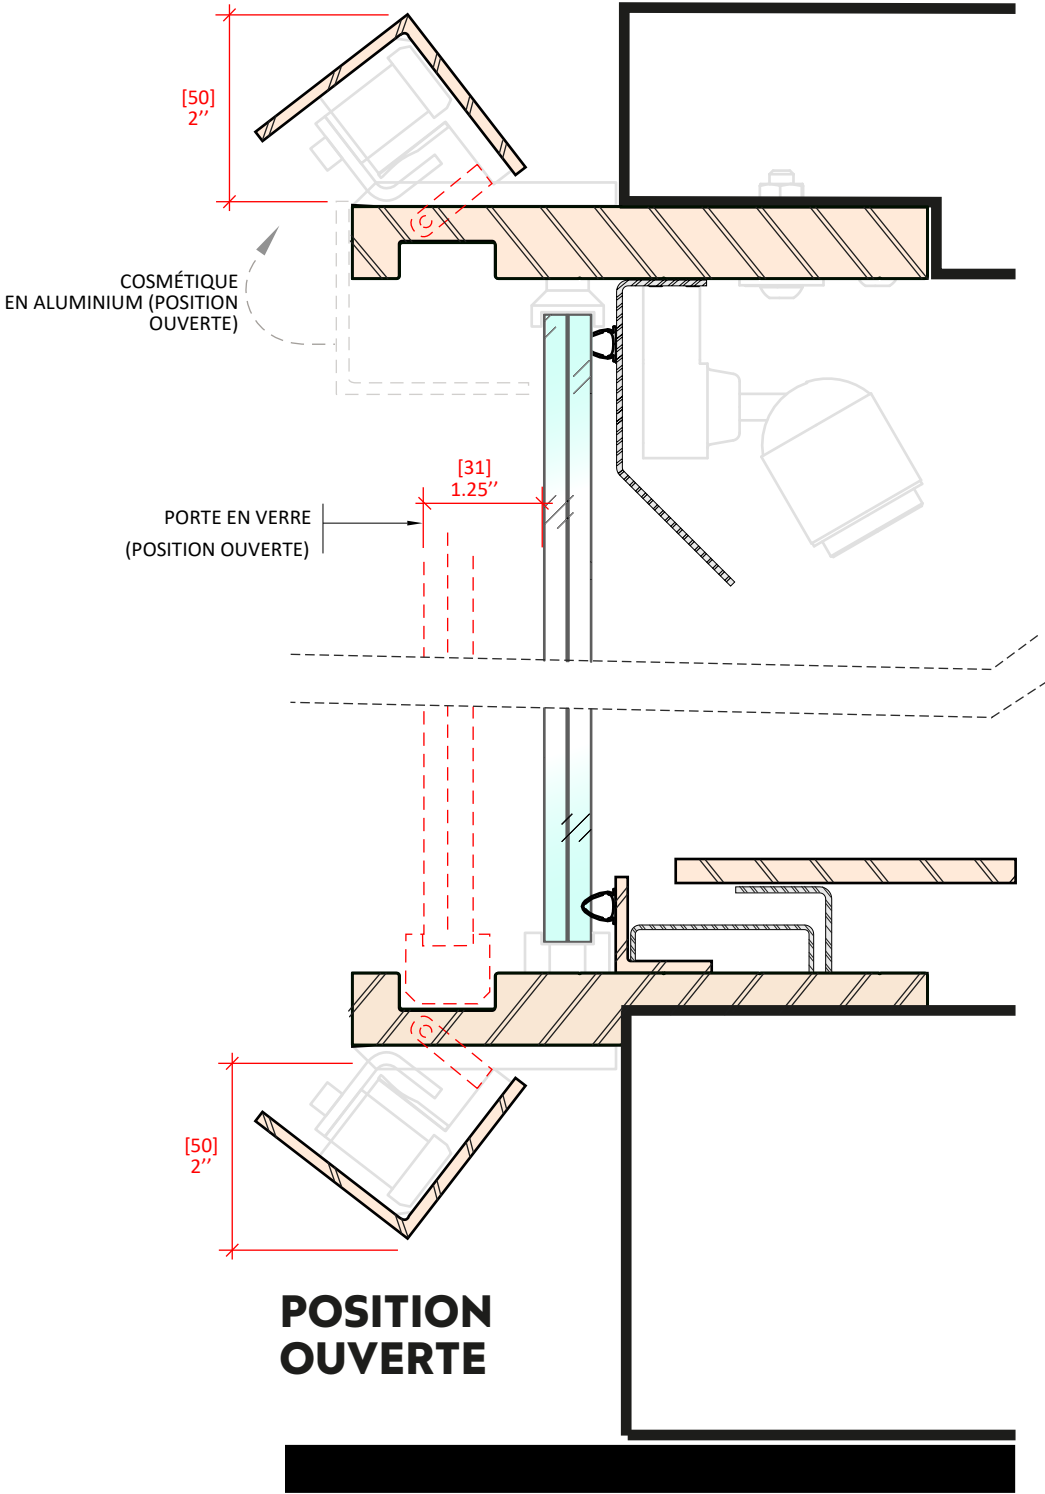 [50]
2’’
COSMÉTIQUE
EN ALUMINIUM (POSITION
OUVERTE)
[31]
1.25’’
PORTE EN VERRE
(POSITION OUVERTE)
[50]
2’’
POSITION
OUVERTE